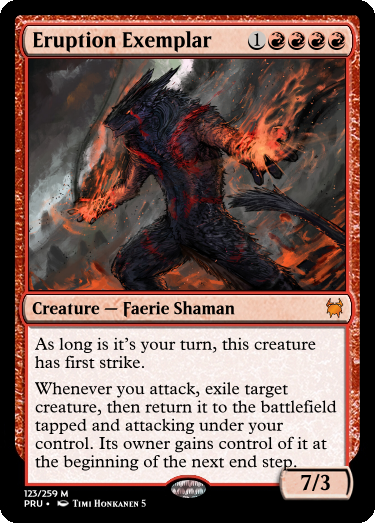 Eruption Exemplar 1
Creature — Faerie Shaman
As long is it's your turn, this creature
has first strike.
Whenever you attack, exile target
creature, then return it to the battlefield
tapped and attacking under your
control. Its owner gains control of it at
the beginning of the next end step.
7/3
123/259 M
PRU • Timi Honkanen 5